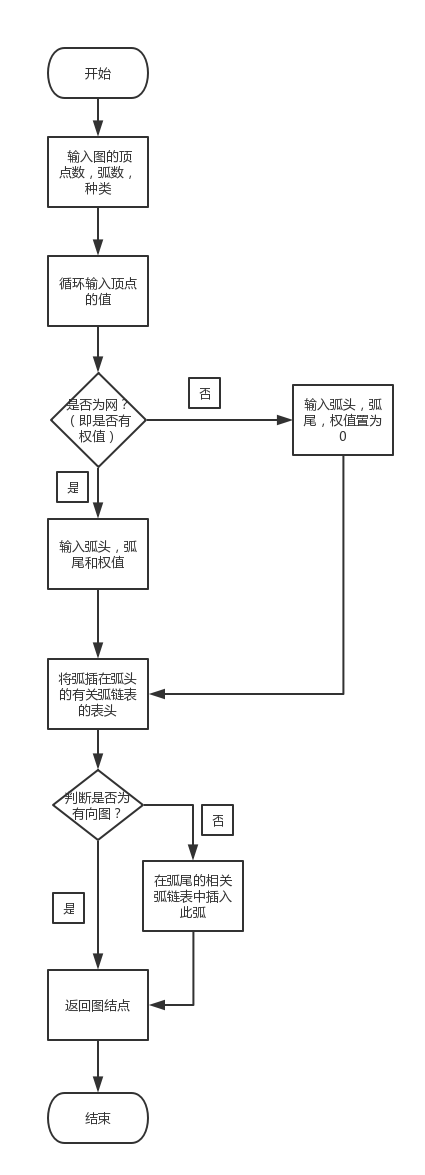 开始
输入图的顶
点数，弧数，
种类
循环输入顶点
的值
是否为网？
（即是否有
权值）
否
输入弧头，弧
尾，权值置为
0
是
输入弧头，弧
尾和权值
将弧插在弧头
的有关弧链表
的表头
判断是否为
有向图？
否
在弧尾的相关
弧链表中插入
此弧
是
返回图结点
结束